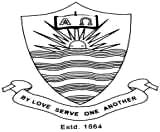 A Ω
BY LOVE SERVE ONE ANOTHER
Estd. 1864